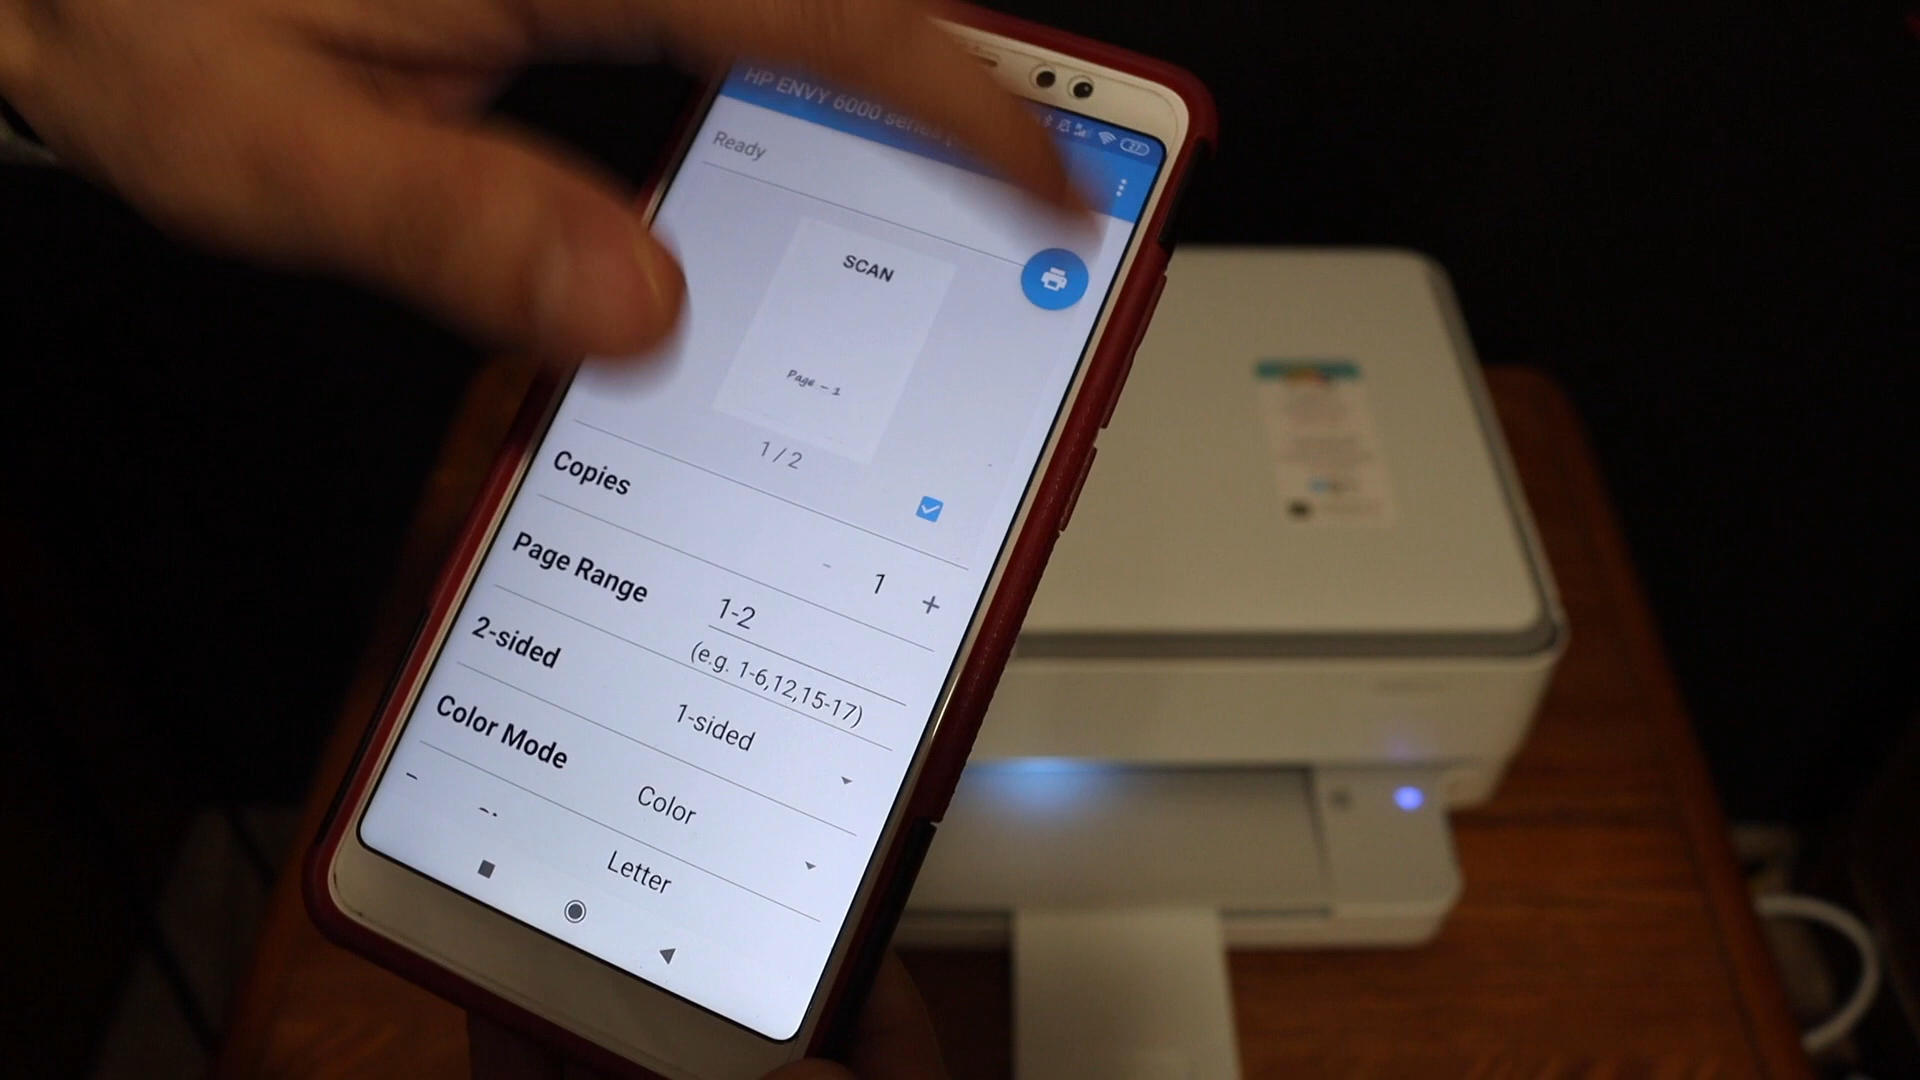 HP ENVY 6000 series
Ready
SCAN
Page - 1
1/2
Copies
- 1 +
Page Range
1-2
(e.g. 1-6,12,15-17)
2-sided
1-sided
Color Mode
Color
Letter